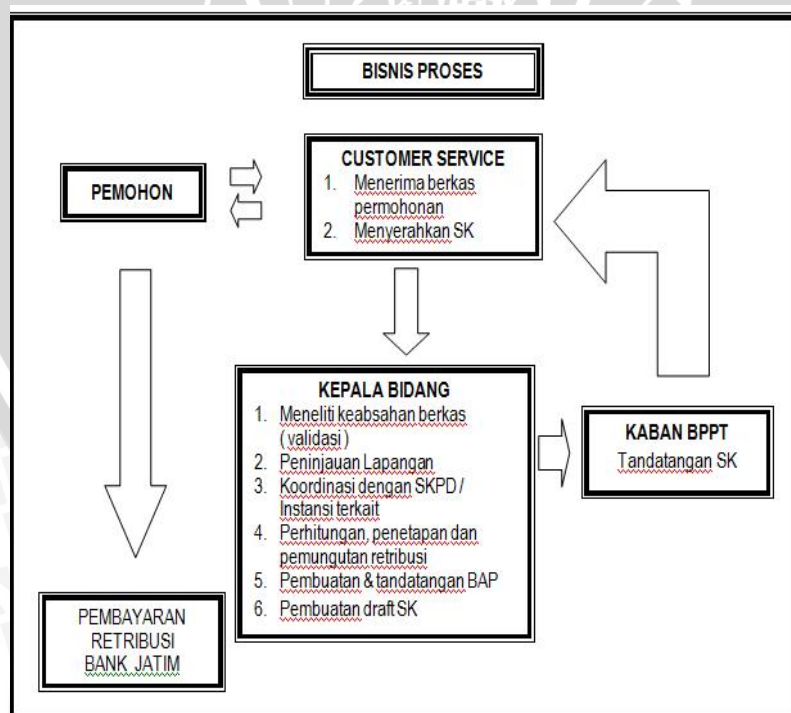 BISNIS PROSES
PEMOHON
CUSTOMER SERVICE
1. Menerima berkas
permohonan
2. Menyerahkan SK
KEPALA BIDANG
1. Meneliti keabsahan berkas
( validasi )
2. Peninjauan Lapangan
3. Koordinasi dengan SKPD /
Instansi terkait
4. Perhitungan, penetapan dan
pemungutan retribusi
5. Pembuatan & tandatangan BAP
6. Pembuatan draft SK
KABAN BPPT
Tandatangan SK
PEMBAYARAN
RETRIBUSI
BANK JATIM